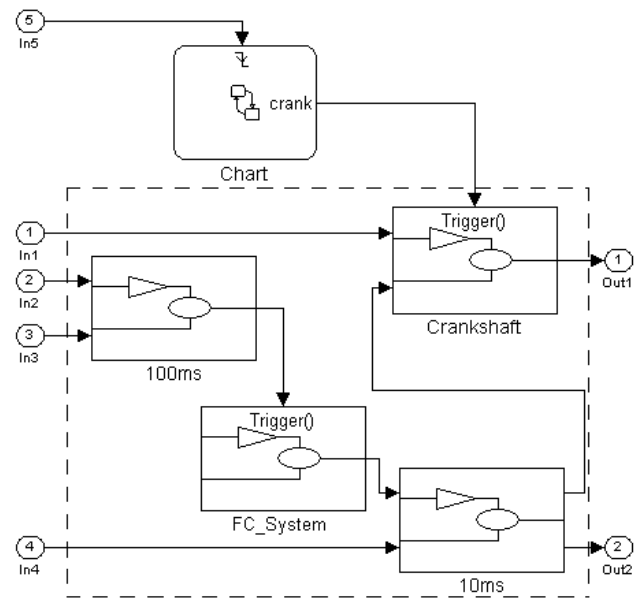 5
In5
crank
Chart
1
In1
Trigger()
1
Out1
2
In2
Crankshaft
3
In3
100ms
Trigger()
FC_System
4
In4
2
Out2
10ms